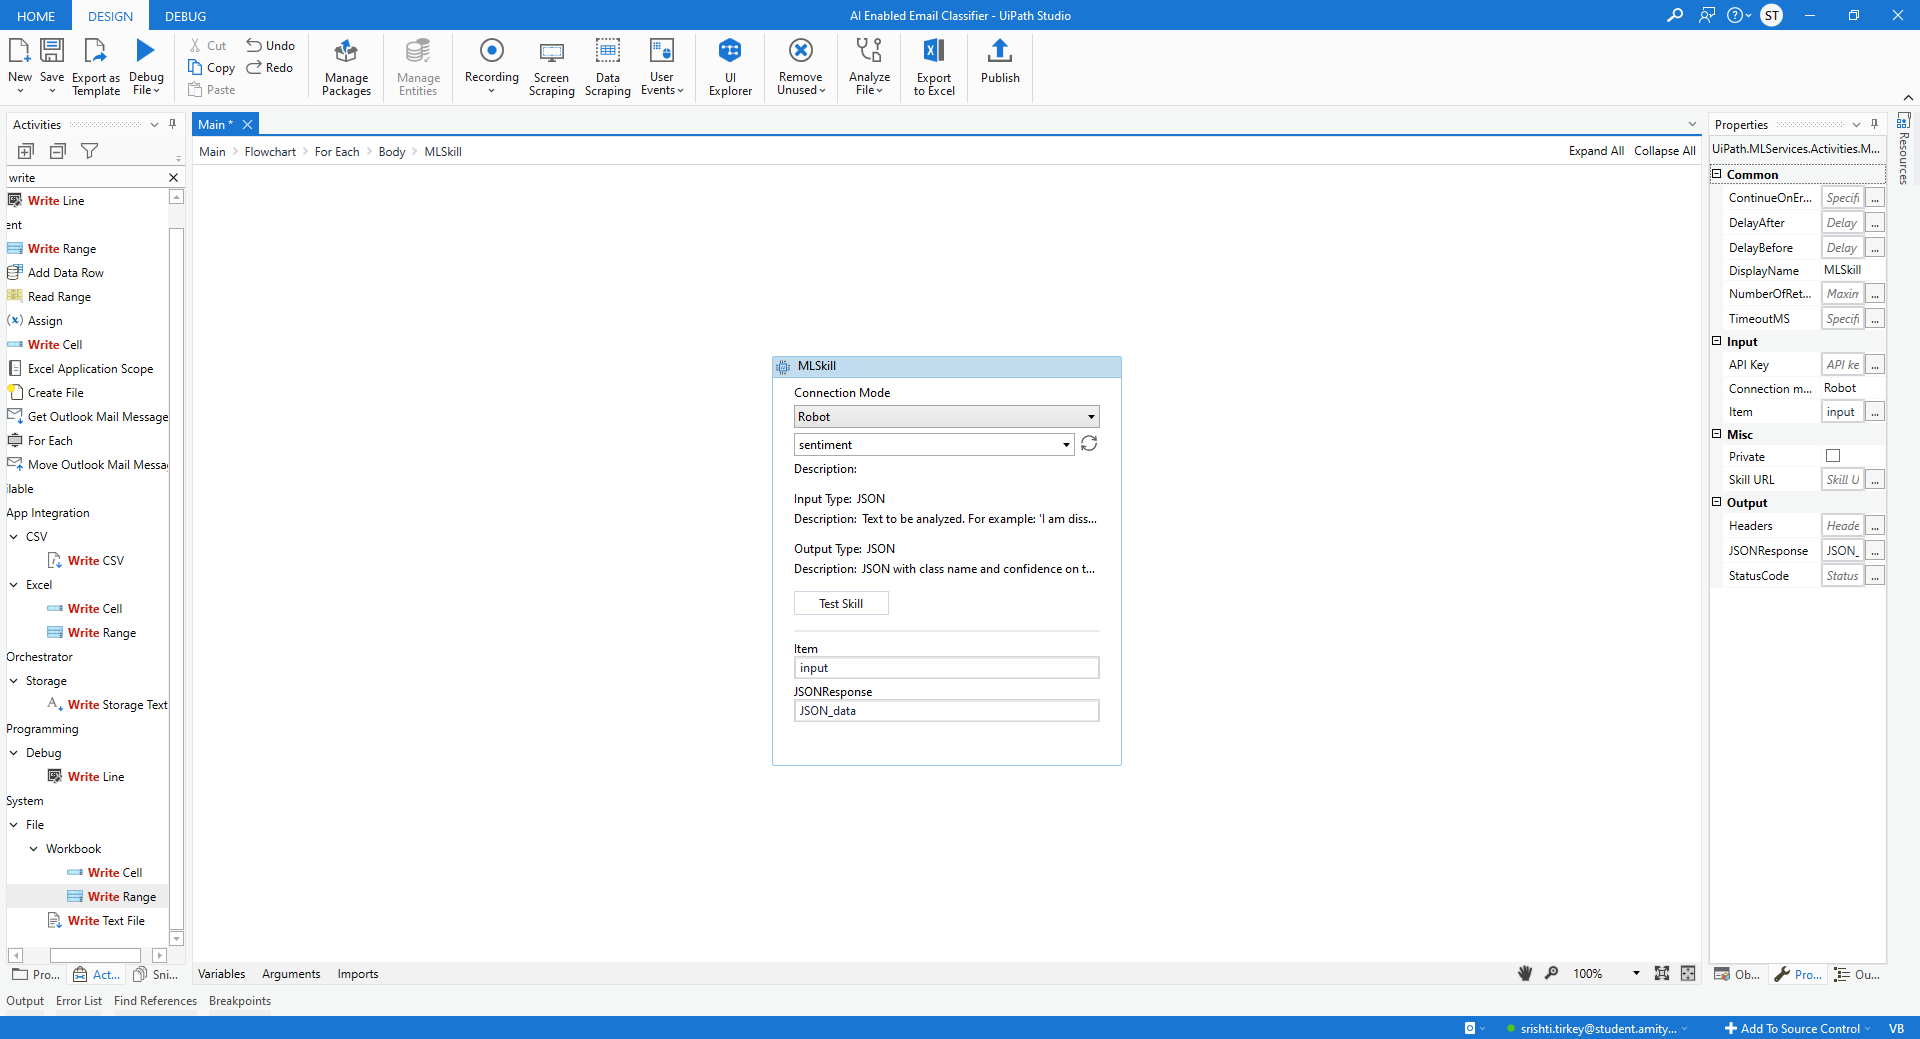 HOME
DESIGN
DEBUG
AI Enabled Email Classifier - UiPath Studio
ST
New
Save
Export as Template
Debug File
Cut
Copy
Paste
Undo
Redo
Manage Packages
Manage Entities
Recording
Screen Scraping
Data Scraping
User Events
UI Explorer
Remove Unused
Analyze File
Export to Excel
Publish
Activities
write
Write Line
ent
Write Range
Add Data Row
Read Range
Assign
Write Cell
Excel Application Scope
Create File
Get Outlook Mail Message
For Each
Move Outlook Mail Messa
ilable
App Integration
CSV
Write CSV
Excel
Write Cell
Write Range
Orchestrator
Storage
Write Storage Text
Programming
Debug
Write Line
System
File
Workbook
Write Cell
Write Range
Write Text File
Pro...
Act...
Sni...
Main *
Main
Flowchart
For Each
Body
MLSkill
Expand All
Collapse All
MLSkill
Connection Mode
Robot
sentiment
Description:
Input Type: JSON
Description: Text to be analyzed. For example: 'I am diss...
Output Type: JSON
Description: JSON with class name and confidence on t...
Test Skill
Item
input
JSONResponse
JSON_data
Variables
Arguments
Imports
100%
Properties
UiPath.MLServices.Activities.M...
Common
ContinueOnEr... Specifi ...
DelayAfter Delay ...
DelayBefore Delay ...
DisplayName MLSkill
NumberOfRet... Maxin ...
TimeoutMS Specifi ...
Input
API Key API ke ...
Connection m... Robot
Item input ...
Misc
Private
Skill URL Skill U ...
Output
Headers Heade ...
JSONResponse JSON_ ...
StatusCode Status ...
Resources
Ob...
Pro...
Ou...
Output
Error List
Find References
Breakpoints
srishti.tirkey@student.amity...
Add To Source Control
VB